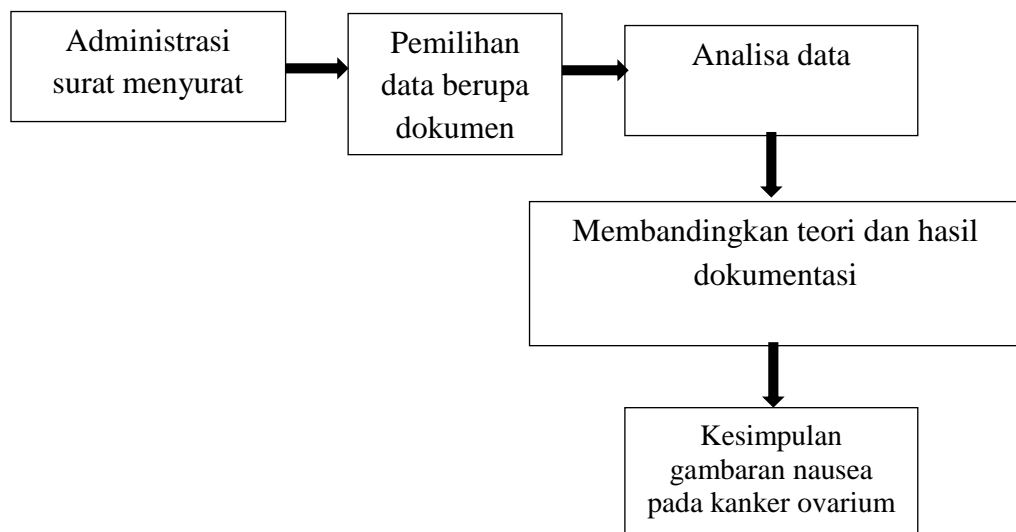 Administrasi
surat menyurat
Pemilihan
data berupa
dokumen
Analisa data
Membandingkan teori dan hasil
dokumentasi
Kesimpulan
gambaran nausea
pada kanker ovarium